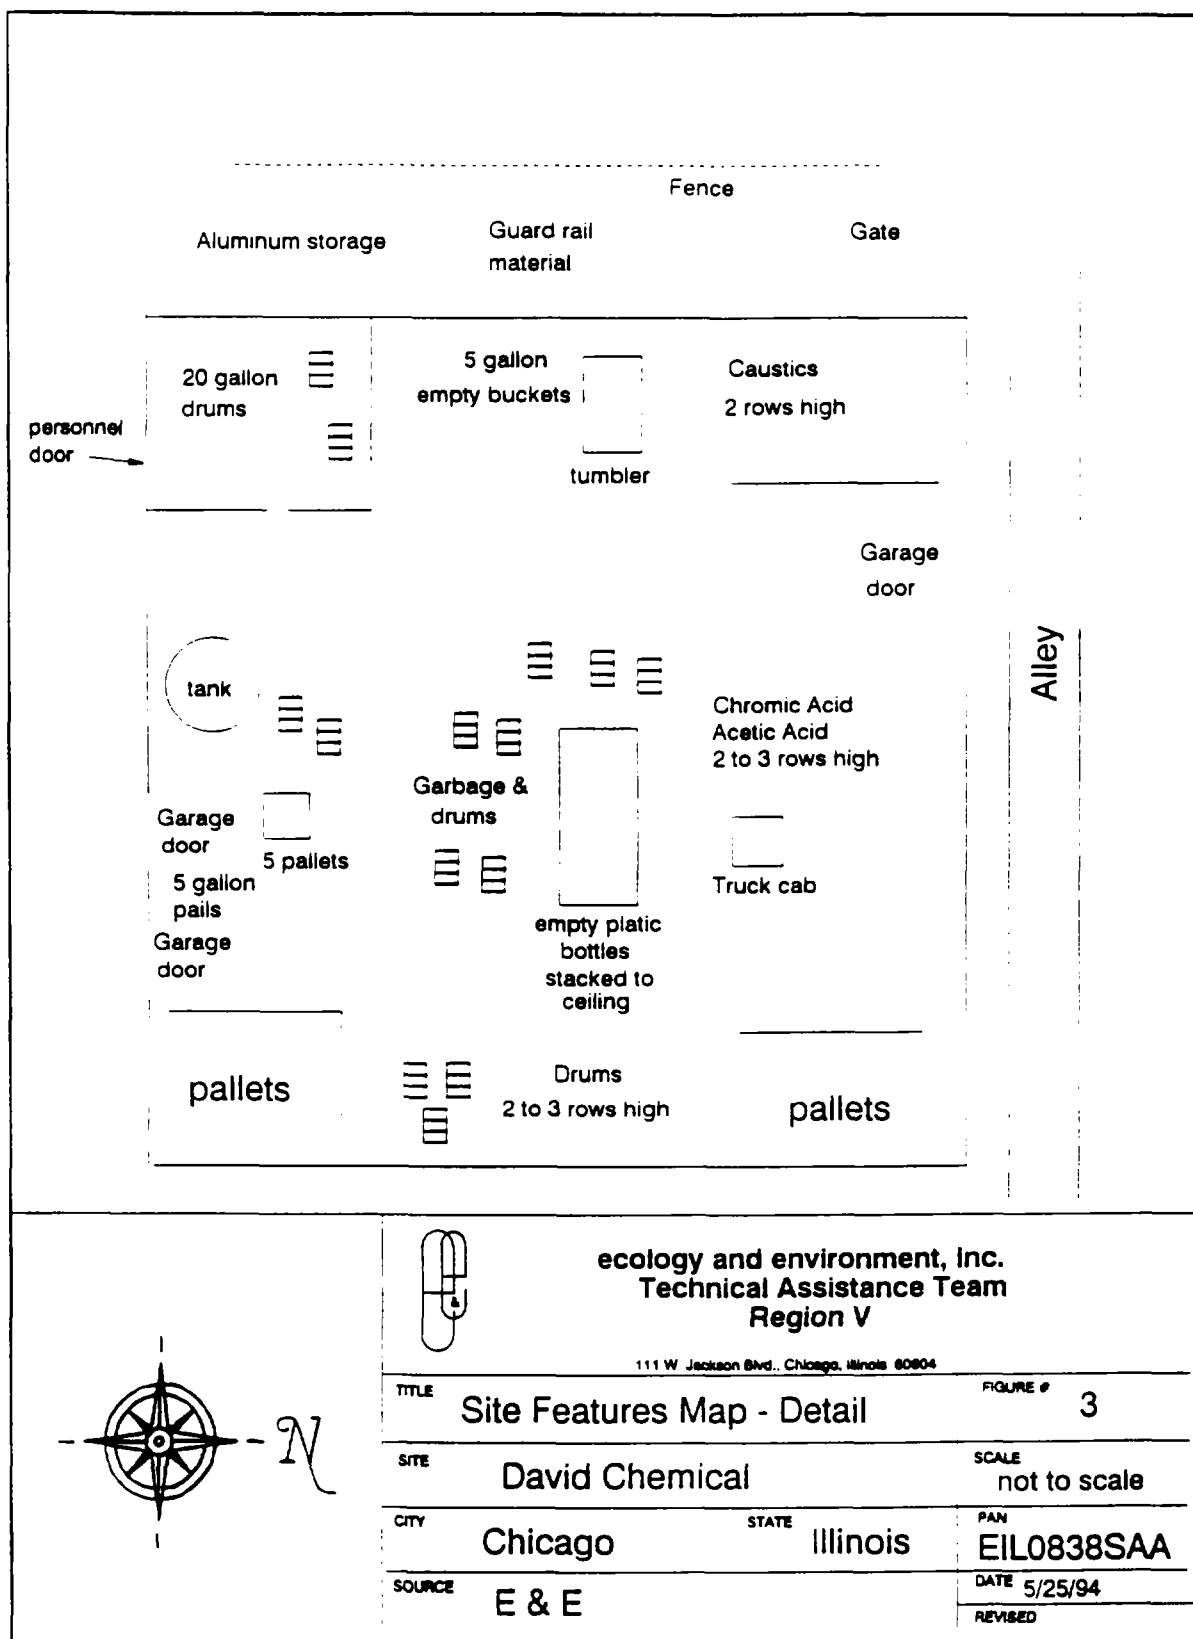 Fence
Aluminum storage
Guard rail
material
Gate
20 gallon
drums
5 gallon
empty buckets
tumbler
Caustics
2 rows high
personnel
door
Garage
door
Alley
tank
Chromic Acid
Acetic Acid
2 to 3 rows high
Garbage &
drums
Garage
door
5 pallets
5 gallon
pails
Garage
door
Truck cab
empty platic
bottles
stacked to
ceiling
pallets
Drums
2 to 3 rows high
pallets
N
&
ecology and environment, inc.
Technical Assistance Team
Region V
111 W Jackson Blvd., Chicago, Illinois 60604
TITLE Site Features Map - Detail
FIGURE # 3
SITE David Chemical
SCALE not to scale
CITY Chicago
STATE Illinois
PAN EIL0838SAA
SOURCE E & E
DATE 5/25/94
REVISED